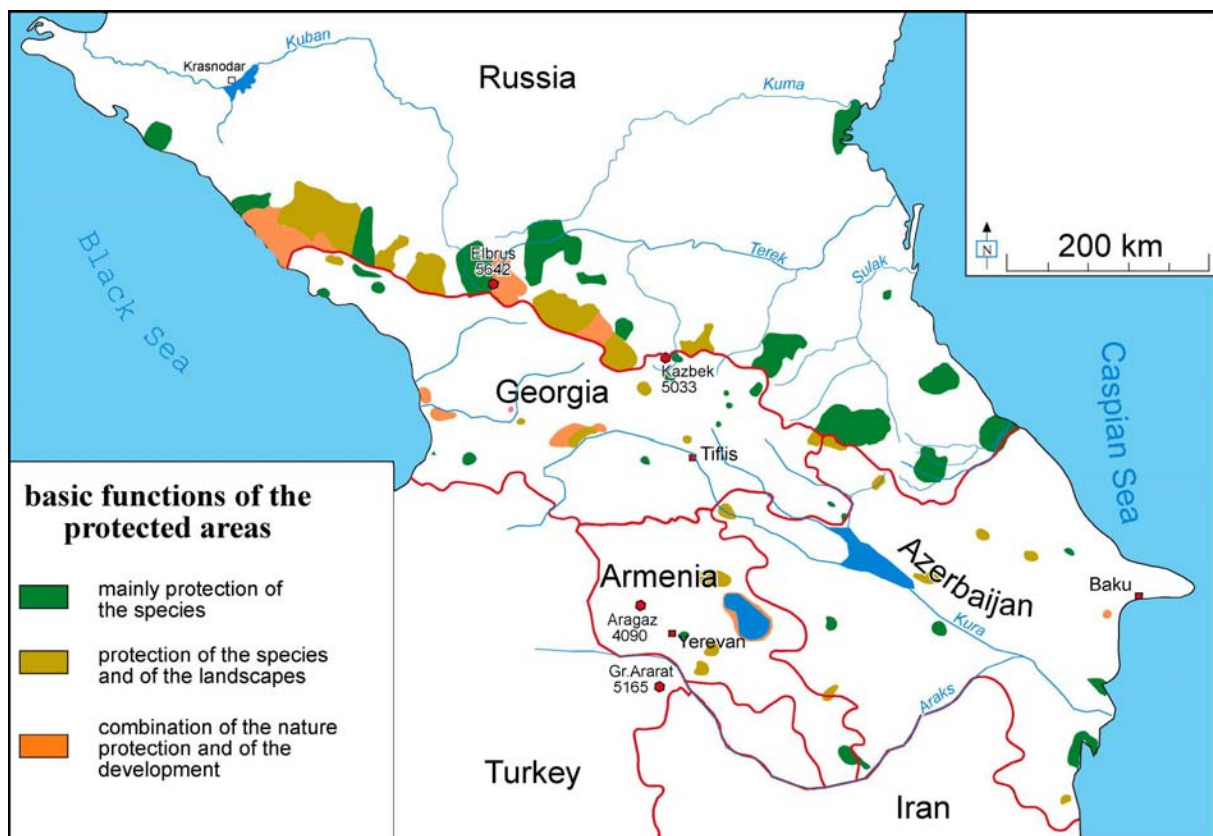 Kuban
Krasnodar
Russia
Kuma
N
200 km
Black Sea
Elbrus
5642
Terek
Sulak
Kazbek
5033
Georgia
Caspian Sea
Tiflis
basic functions of the
protected areas
mainly protection of
the species
protection of the species
and of the landscapes
combination of the nature
protection and of the
development
Armenia
Azerbaijan
Baku
Aragaz
4090
Yerevan
Kura
Gr.Ararat
5165
Araks
Turkey
Iran